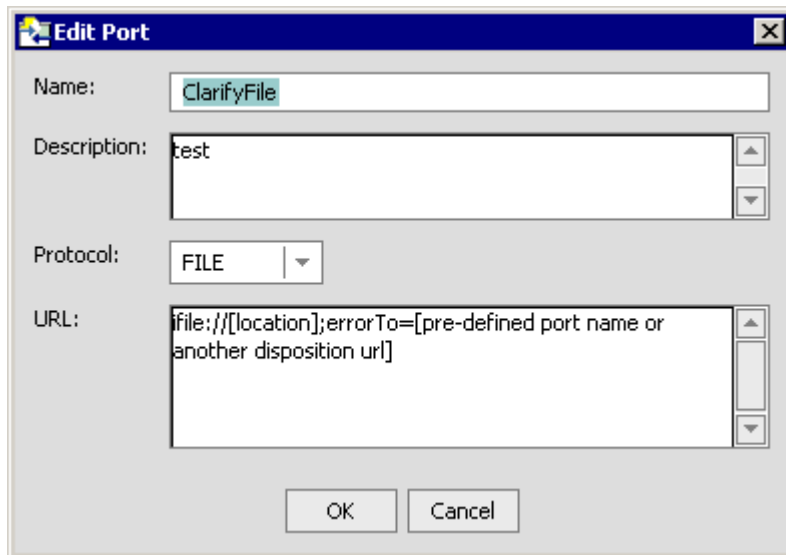 Edit Port
Name:
ClarifyFile
Description:
test
Protocol:
FILE
URL:
ifile://[location];errorTo=[pre-defined port name or
another disposition url]
OK
Cancel